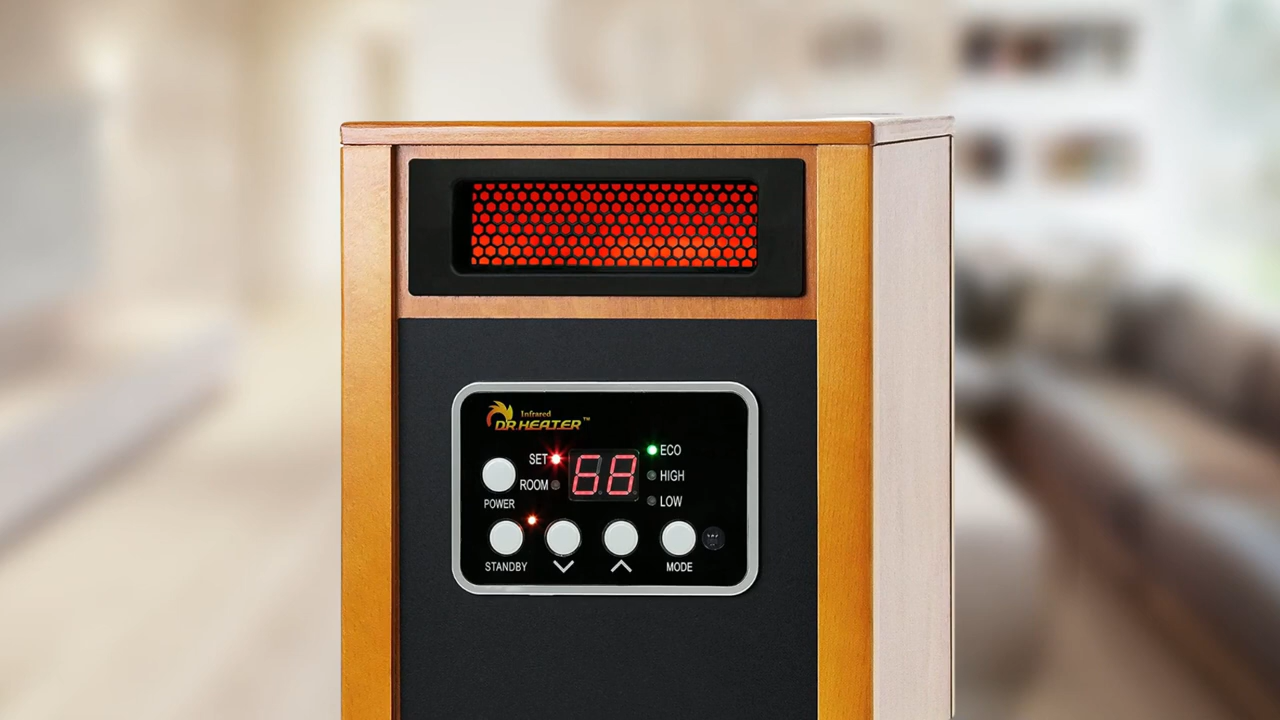 Infrared
DR. HEATER™
SET
68
ECO
ROOM
HIGH
POWER
LOW
STANDBY
MODE